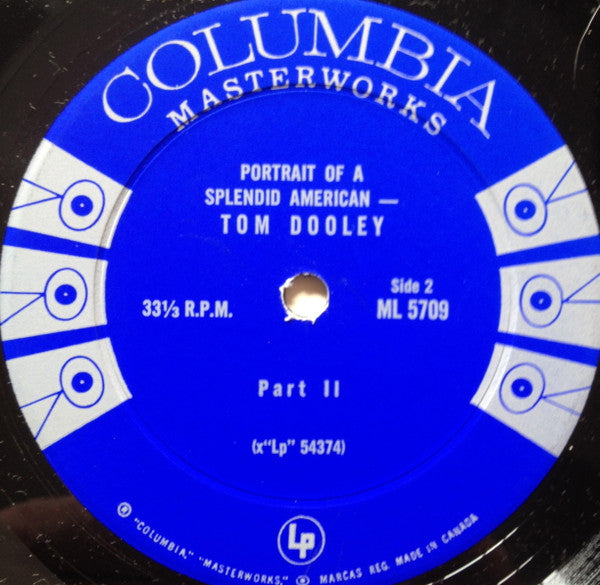 COLUMBIA
MASTERWORKS
PORTRAIT OF A
SPLENDID AMERICAN —
TOM DOOLEY
33⅓ R.P.M.
Side 2
ML 5709
Part II
(x"Lp" 54374)
Lp
® "COLUMBIA," "MASTERWORKS," ® MARCAS REG. MADE IN CANADA